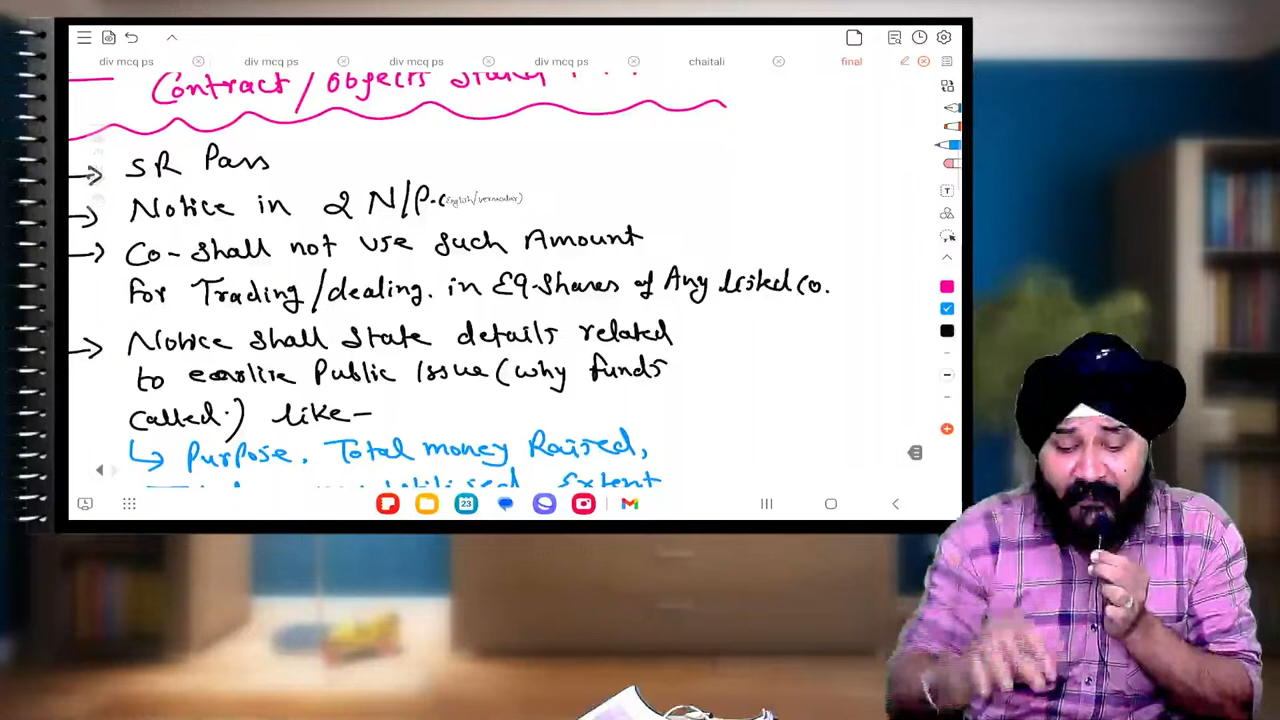 div mcq ps div mcq ps div mcq ps div mcq ps chaitali final
Contract/objects
SR Pass
Notice in 2 N/P.c English/vernacular)
Co- shall not use such Amount
for Trading/dealing. in Eq. Shares of Any listed co.
Notice shall state details related
to earlier Public Issue (why funds
called.) like-
Purpose. Total money Raised,
Extent
T
23